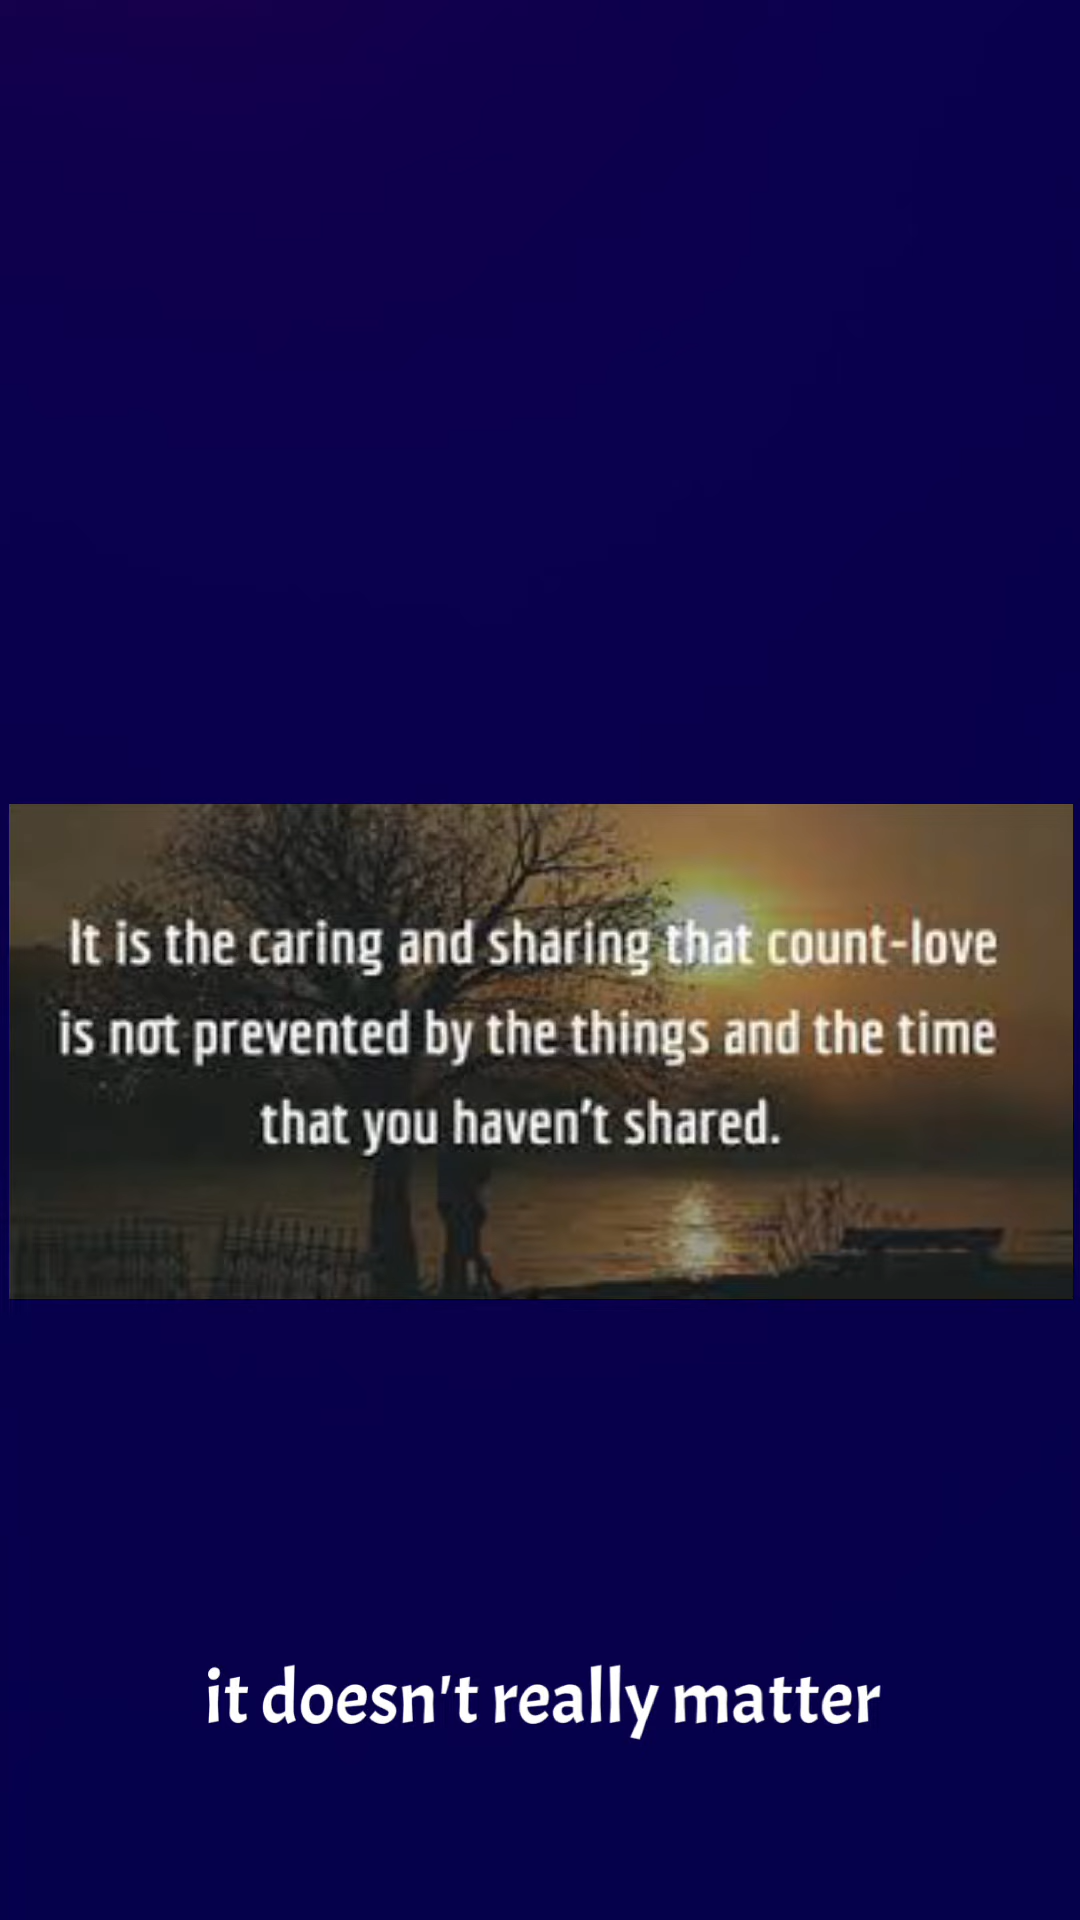 It is the caring and sharing that count-love
is not prevented by the things and the time
that you haven’t shared.
it doesn't really matter